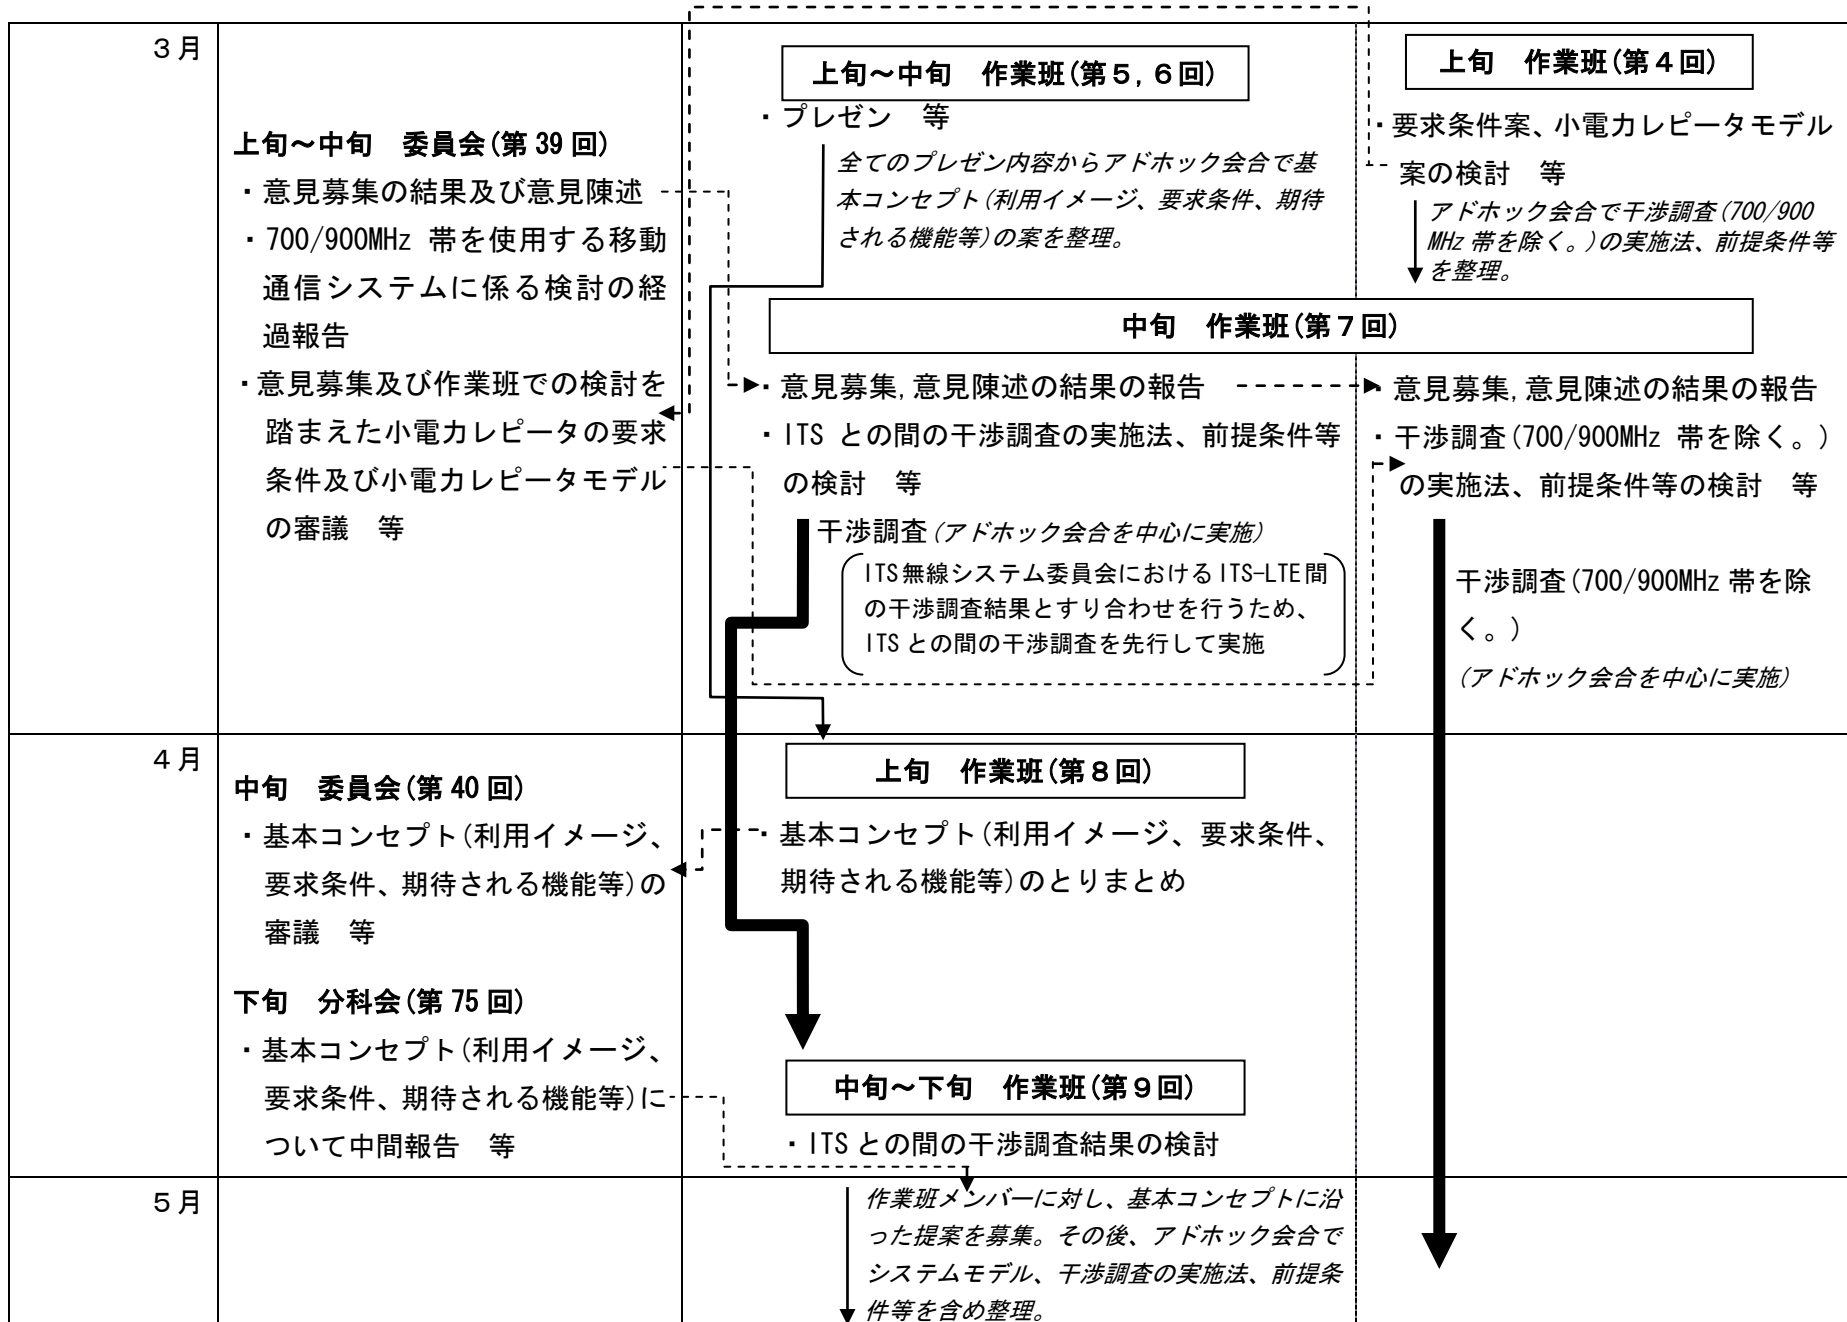 ３月
上旬～中旬　委員会(第 39 回)
・意見募集の結果及び意見陳述
・700/900MHz 帯を使用する移動
通信システムに係る検討の経
過報告
・意見募集及び作業班での検討を
踏まえた小電力レピータの要求
条件及び小電力レピータモデル
の審議　等
上旬～中旬　作業班(第５,６回)
・プレゼン　等
全てのプレゼン内容からアドホック会合で基
本コンセプト(利用イメージ、要求条件、期待
される機能等)の案を整理。
上旬　作業班(第４回)
・要求条件案、小電力レピータモデル
案の検討　等
アドホック会合で干渉調査(700/900
MHz 帯を除く。)の実施法、前提条件等
を整理。
中旬　作業班(第７回)
・意見募集,意見陳述の結果の報告
・ITS との間の干渉調査の実施法、前提条件等
の検討　等
干渉調査(アドホック会合を中心に実施)
ITS無線システム委員会におけるITS-LTE間
の干渉調査結果とすり合わせを行うため、
ITSとの間の干渉調査を先行して実施
・意見募集,意見陳述の結果の報告
・干渉調査(700/900MHz 帯を除く。)
の実施法、前提条件等の検討　等
干渉調査(700/900MHz 帯を除
く。)
(アドホック会合を中心に実施)
４月
中旬　委員会(第 40 回)
・基本コンセプト(利用イメージ、
要求条件、期待される機能等)の
審議　等
下旬　分科会(第 75 回)
・基本コンセプト(利用イメージ、
要求条件、期待される機能等)に
ついて中間報告　等
上旬　作業班(第８回)
・基本コンセプト(利用イメージ、要求条件、
期待される機能等)のとりまとめ
中旬～下旬　作業班(第９回)
・ITS との間の干渉調査結果の検討
５月
作業班メンバーに対し、基本コンセプトに沿
った提案を募集。その後、アドホック会合で
システムモデル、干渉調査の実施法、前提条
件等を含め整理。